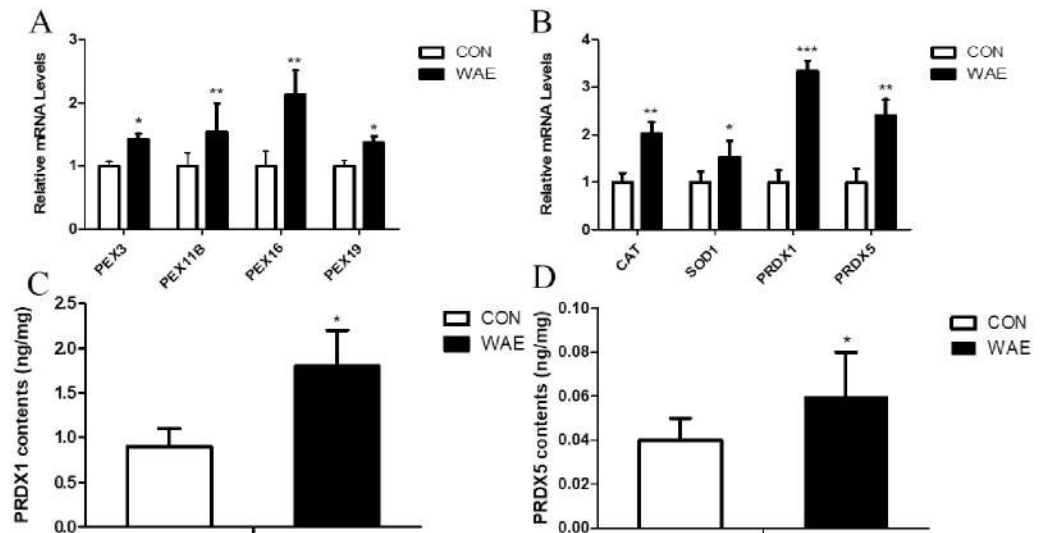 A
Relative mRNA Levels
3
2
1
0
**
**
*
*
CON
WAE
PEX3
PEX11B
PEX16
PEX19
B
Relative mRNA Levels
4
3
2
1
0
***
**
**
*
CON
WAE
CAT
SOD1
PRDX1
PRDX5
C
PRDX1 contents (ng/mg)
2.5
2.0
1.5
1.0
0.5
0.0
*
CON
WAE
D
PRDX5 contents (ng/mg)
0.10
0.08
0.06
0.04
0.02
0.00
*
CON
WAE